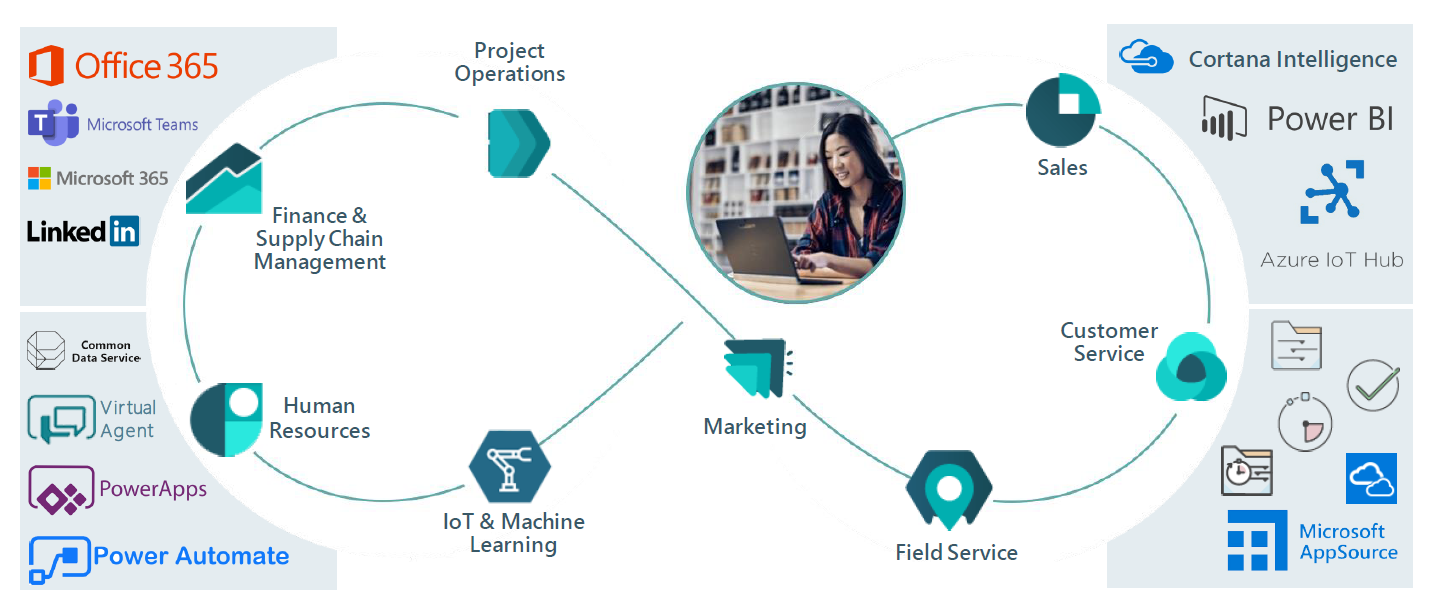 Office 365
Microsoft Teams
Microsoft 365
Linked in
Common
Data Service
Virtual
Agent
PowerApps
Power Automate
Project
Operations
Finance &
Supply Chain
Management
Human
Resources
IoT & Machine
Learning
Marketing
Sales
Customer
Service
Field Service
Cortana Intelligence
Power BI
Azure IoT Hub
Microsoft
AppSource